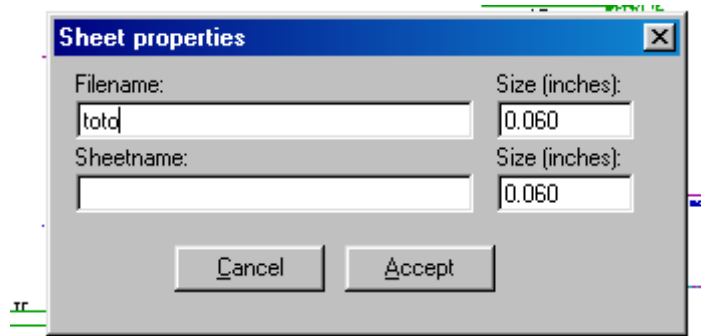 Sheet properties
Filename: Size (inches):
toto 0.060
Sheetname: Size (inches):
0.060
Cancel Accept